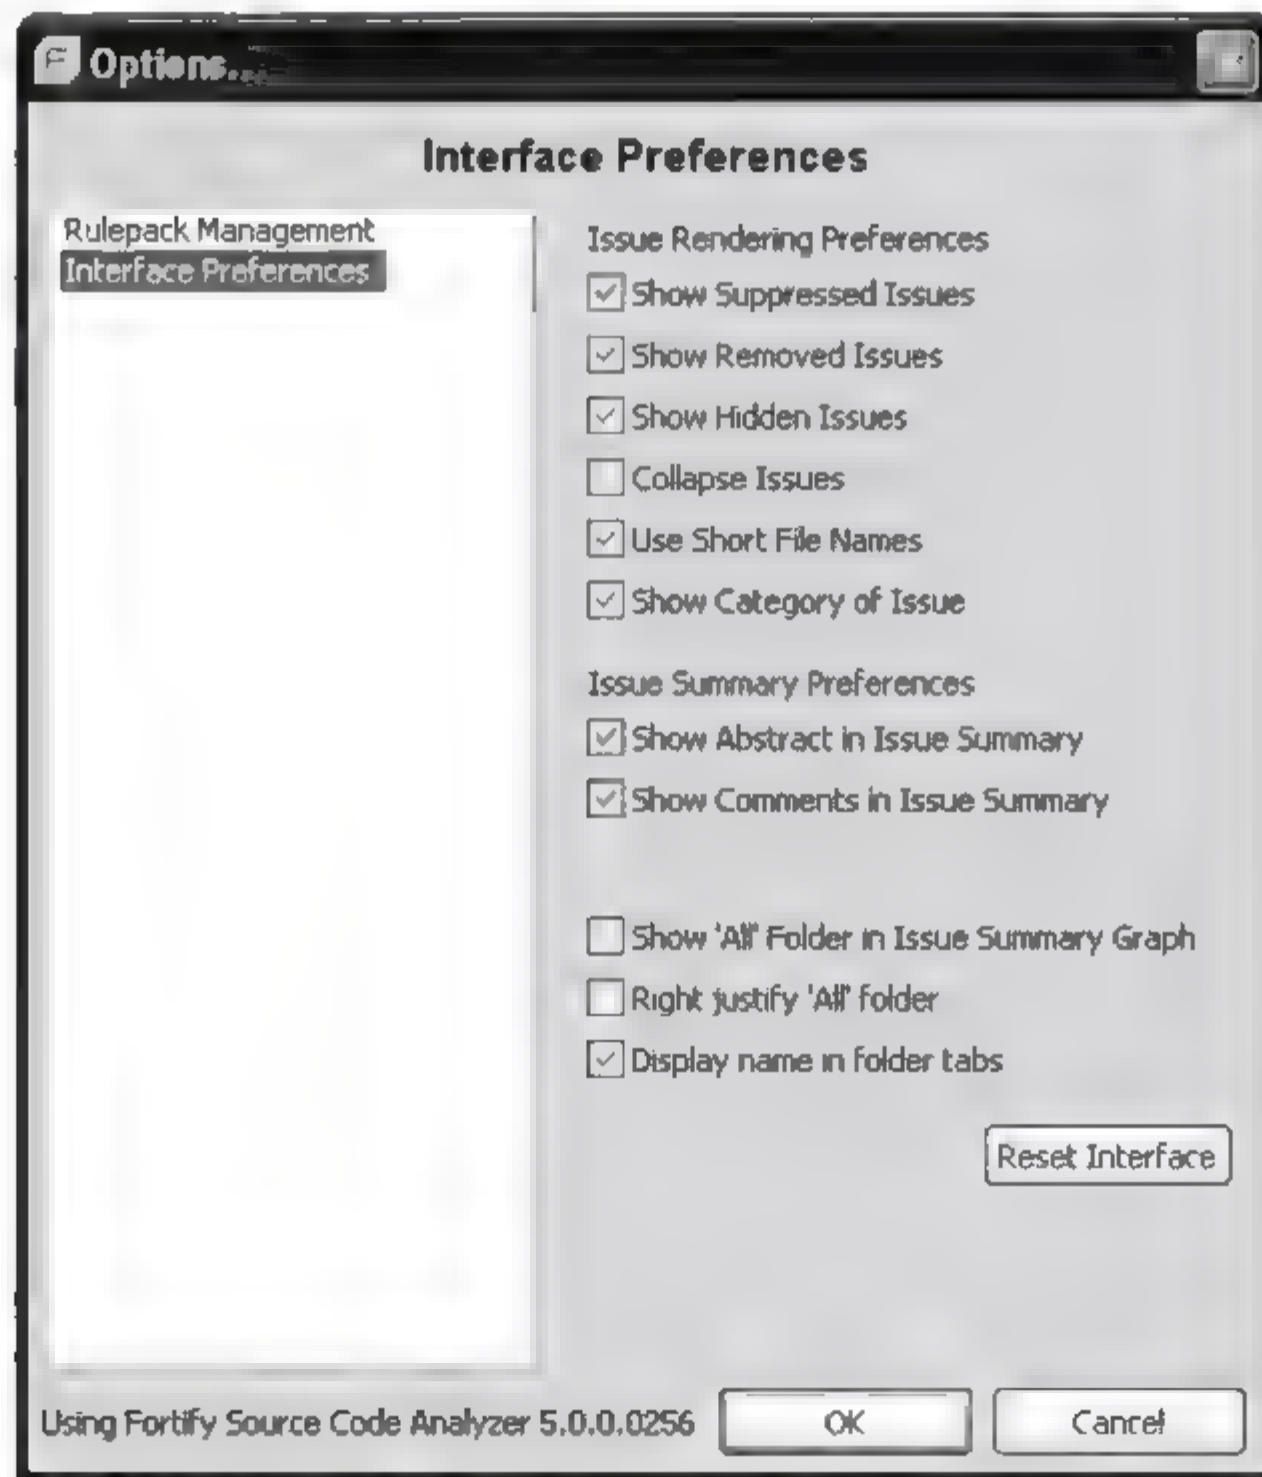 Options...
Interface Preferences
Rulepack Management
Interface Preferences
Issue Rendering Preferences
Show Suppressed Issues
Show Removed Issues
Show Hidden Issues
Collapse Issues
Use Short File Names
Show Category of Issue
Issue Summary Preferences
Show Abstract in Issue Summary
Show Comments in Issue Summary
Show 'All' Folder in Issue Summary Graph
Right justify 'All' folder
Display name in folder tabs
Reset Interface
Using Fortify Source Code Analyzer 5.0.0.0256
OK
Cancel